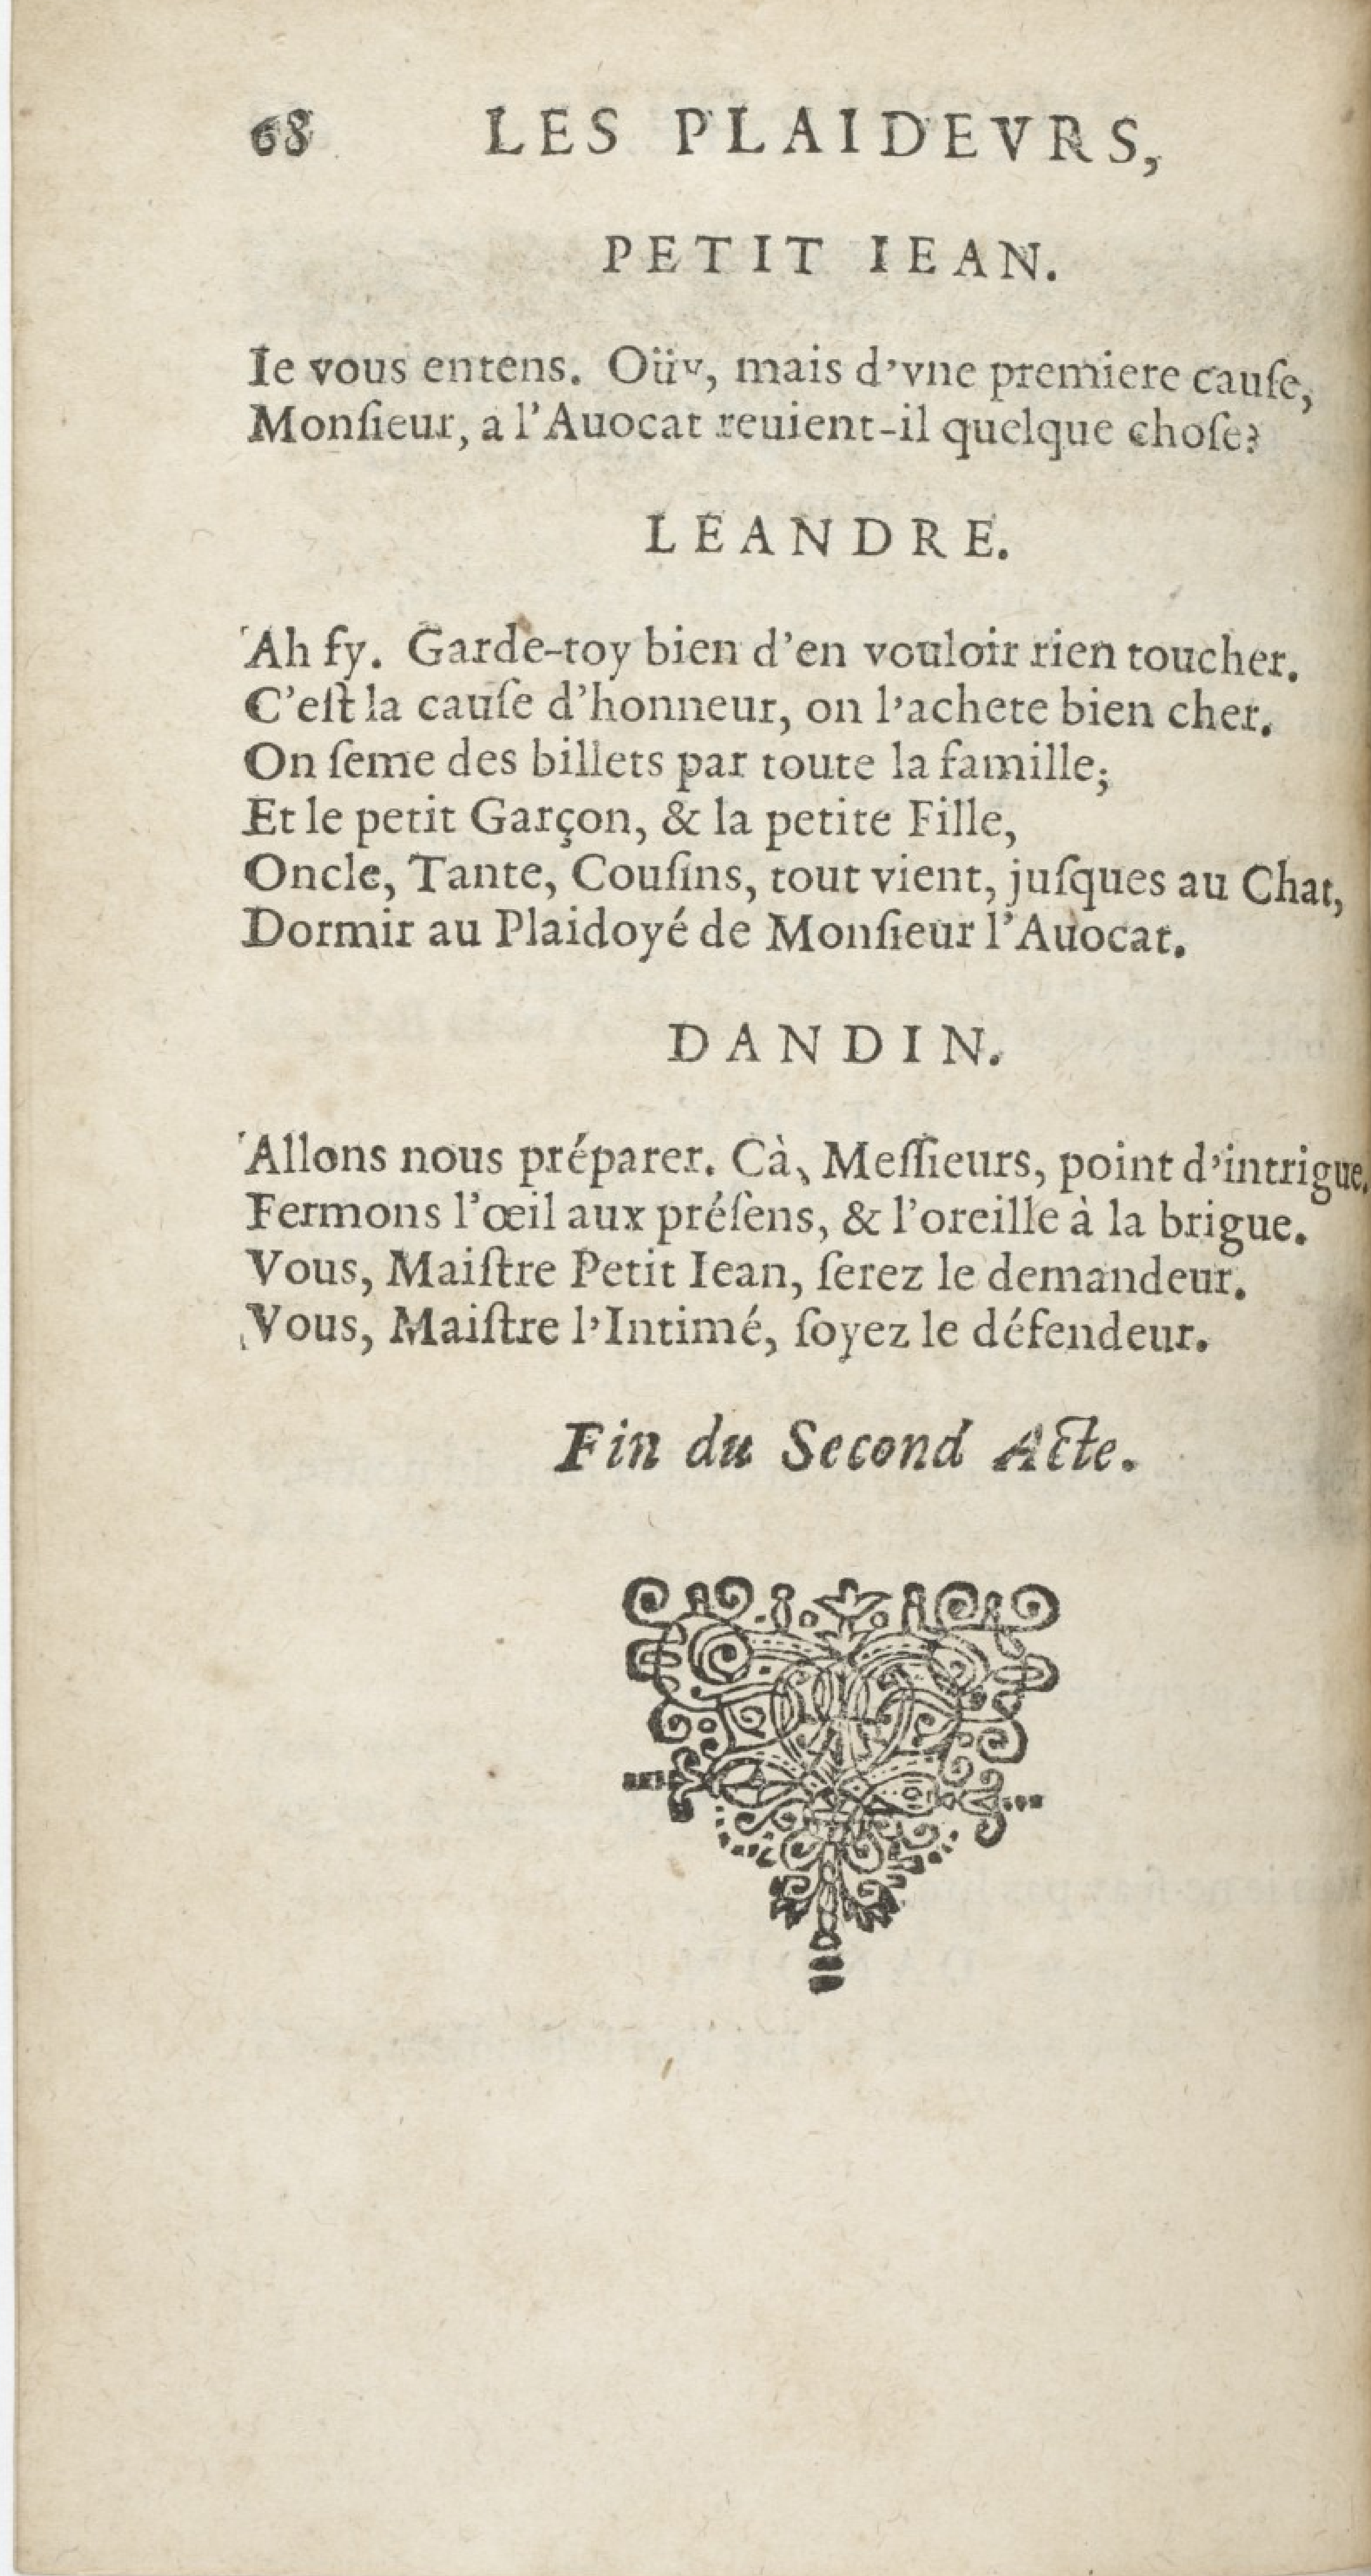 68 LES PLAIDEVRS,
PETIT IEAN.
Ie vous entens. Oüy, mais d'vne premiere cauſe,
Monſieur, a l'Auocat reuient-il quelque choſe?
LEANDRE.
Ah fy. Garde-toy bien d'en vouloir rien toucher.
C'eſt la cauſe d'honneur, on l'achete bien cher.
On ſeme des billets par toute la famille;
Et le petit Garçon, & la petite Fille,
Oncle, Tante, Couſins, tout vient, juſques au Chat,
Dormir au Plaidoyé de Monſieur l'Auocat.
DANDIN.
Allons nous préparer. Cà, Meſſieurs, point d'intrigue.
Fermons l'œil aux préſens, & l'oreille à la brigue.
Vous, Maiſtre Petit Iean, ſerez le demandeur.
Vous, Maiſtre l'Intimé, ſoyez le défendeur.
Fin du Second Acte.